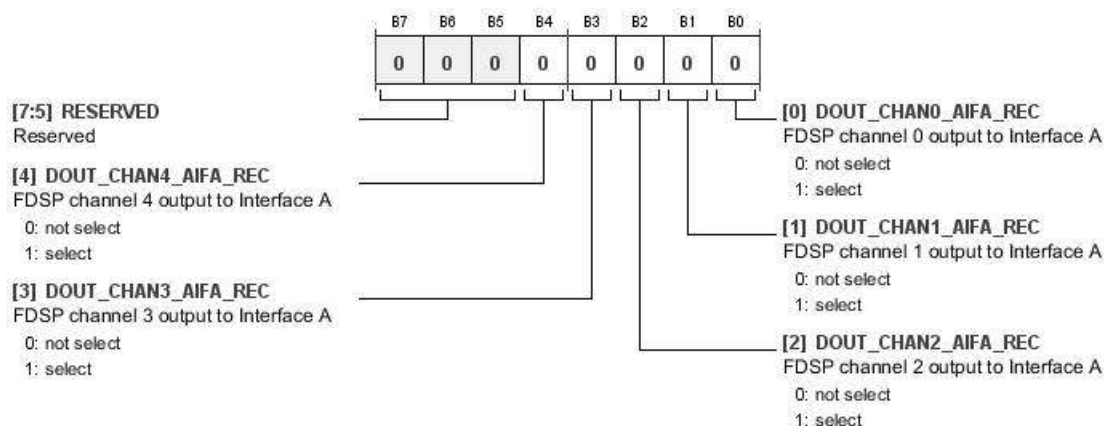 B7 B6 B5 B4 B3 B2 B1 B0
0 0 0 0 0 0 0 0
[7:5] RESERVED
Reserved
[4] DOUT_CHAN4_AIFA_REC
FDSP channel 4 output to Interface A
0: not select
1: select
[3] DOUT_CHAN3_AIFA_REC
FDSP channel 3 output to Interface A
0: not select
1: select
[0] DOUT_CHAN0_AIFA_REC
FDSP channel 0 output to Interface A
0: not select
1: select
[1] DOUT_CHAN1_AIFA_REC
FDSP channel 1 output to Interface A
0: not select
1: select
[2] DOUT_CHAN2_AIFA_REC
FDSP channel 2 output to Interface A
0: not select
1: select